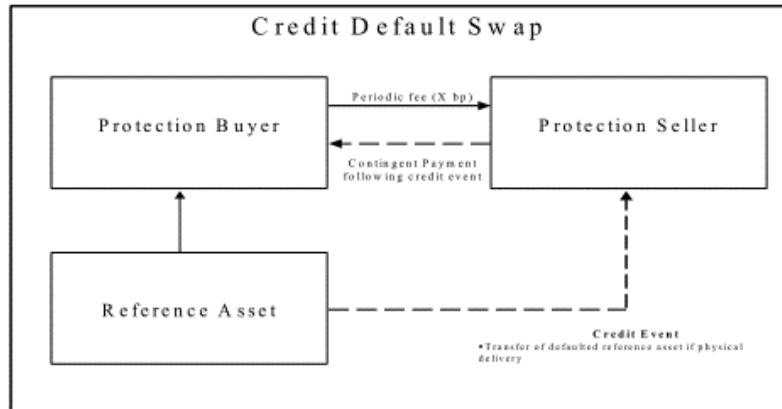 Credit Default Swap
Periodic fee (X bp)
Protection Buyer
Protection Seller
Contingent Payment
following credit event
Reference Asset
Credit Event
•Transfer of defaulted reference asset if physical
delivery